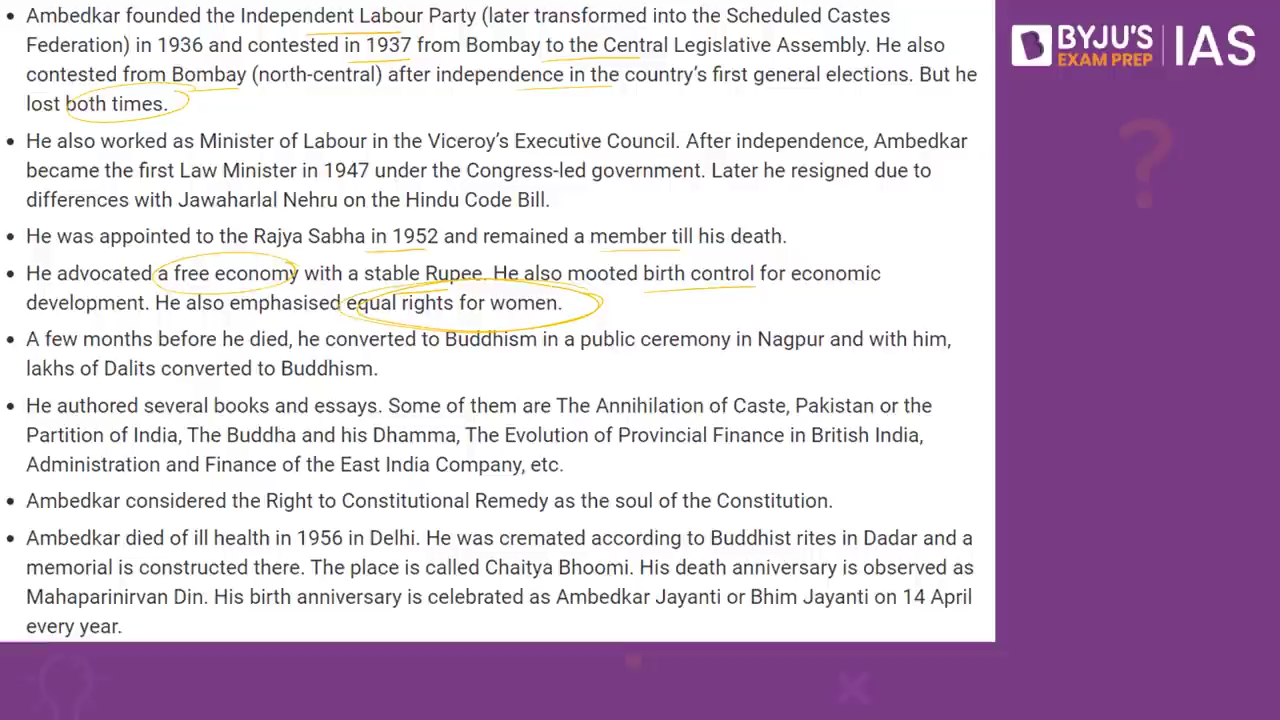 • Ambedkar founded the Independent Labour Party (later transformed into the Scheduled Castes
Federation) in 1936 and contested in 1937 from Bombay to the Central Legislative Assembly. He also
contested from Bombay (north-central) after independence in the country's first general elections. But he
lost both times.
• He also worked as Minister of Labour in the Viceroy's Executive Council. After independence, Ambedkar
became the first Law Minister in 1947 under the Congress-led government. Later he resigned due to
differences with Jawaharlal Nehru on the Hindu Code Bill.
• He was appointed to the Rajya Sabha in 1952 and remained a member till his death.
• He advocated a free economy with a stable Rupee. He also mooted birth control for economic
development. He also emphasised equal rights for women.
• A few months before he died, he converted to Buddhism in a public ceremony in Nagpur and with him,
lakhs of Dalits converted to Buddhism.
• He authored several books and essays. Some of them are The Annihilation of Caste, Pakistan or the
Partition of India, The Buddha and his Dhamma, The Evolution of Provincial Finance in British India,
Administration and Finance of the East India Company, etc.
• Ambedkar considered the Right to Constitutional Remedy as the soul of the Constitution.
• Ambedkar died of ill health in 1956 in Delhi. He was cremated according to Buddhist rites in Dadar and a
memorial is constructed there. The place is called Chaitya Bhoomi. His death anniversary is observed as
Mahaparinirvan Din. His birth anniversary is celebrated as Ambedkar Jayanti or Bhim Jayanti on 14 April
every year.
BYJU'S
EXAM PREP
IAS
?